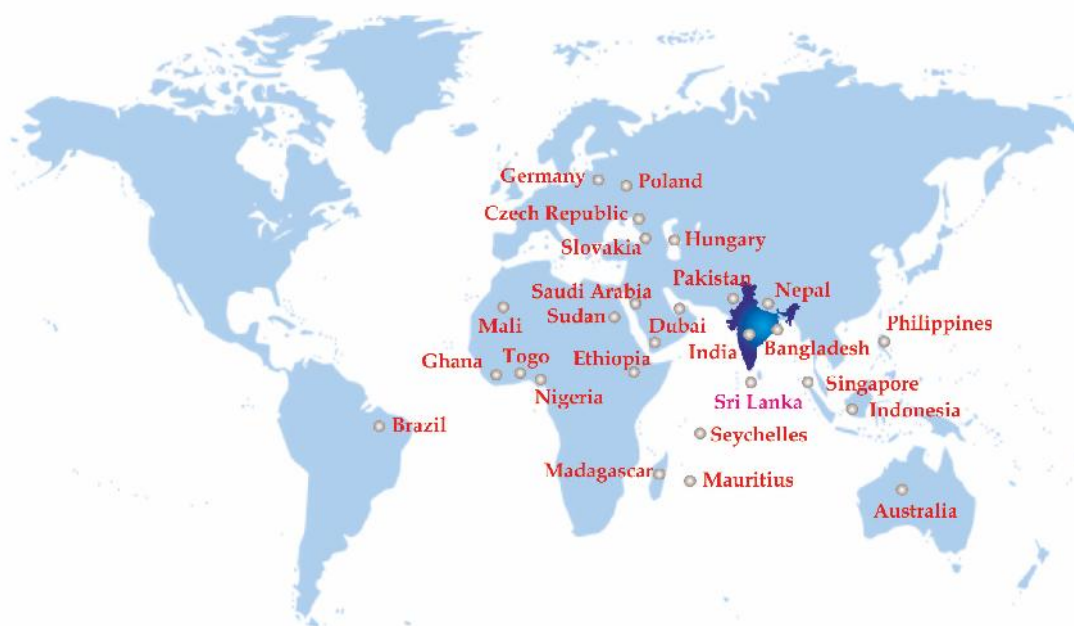 Germany
Poland
Czech Republic
Slovakia
Hungary
Pakistan
Nepal
Saudi Arabia
Mali
Sudan
Dubai
Philippines
India
Bangladesh
Ghana
Togo
Ethiopia
Nigeria
Singapore
Sri Lanka
Indonesia
Brazil
Seychelles
Madagascar
Mauritius
Australia